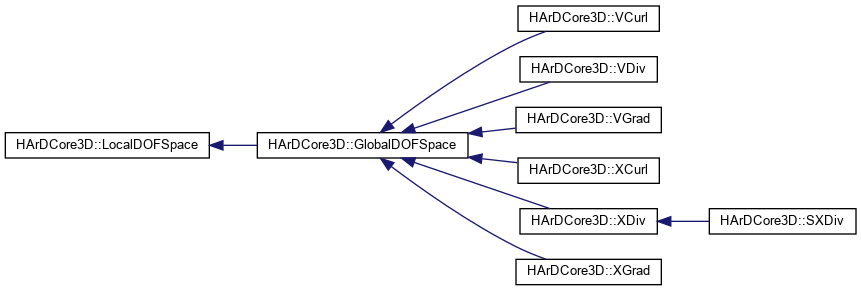 HArDCore3D::VCurl
HArDCore3D::VDiv
HArDCore3D::VGrad
HArDCore3D::LocalDOFSpace
HArDCore3D::GlobalDOFSpace
HArDCore3D::XCurl
HArDCore3D::XDiv
HArDCore3D::SXDiv
HArDCore3D::XGrad